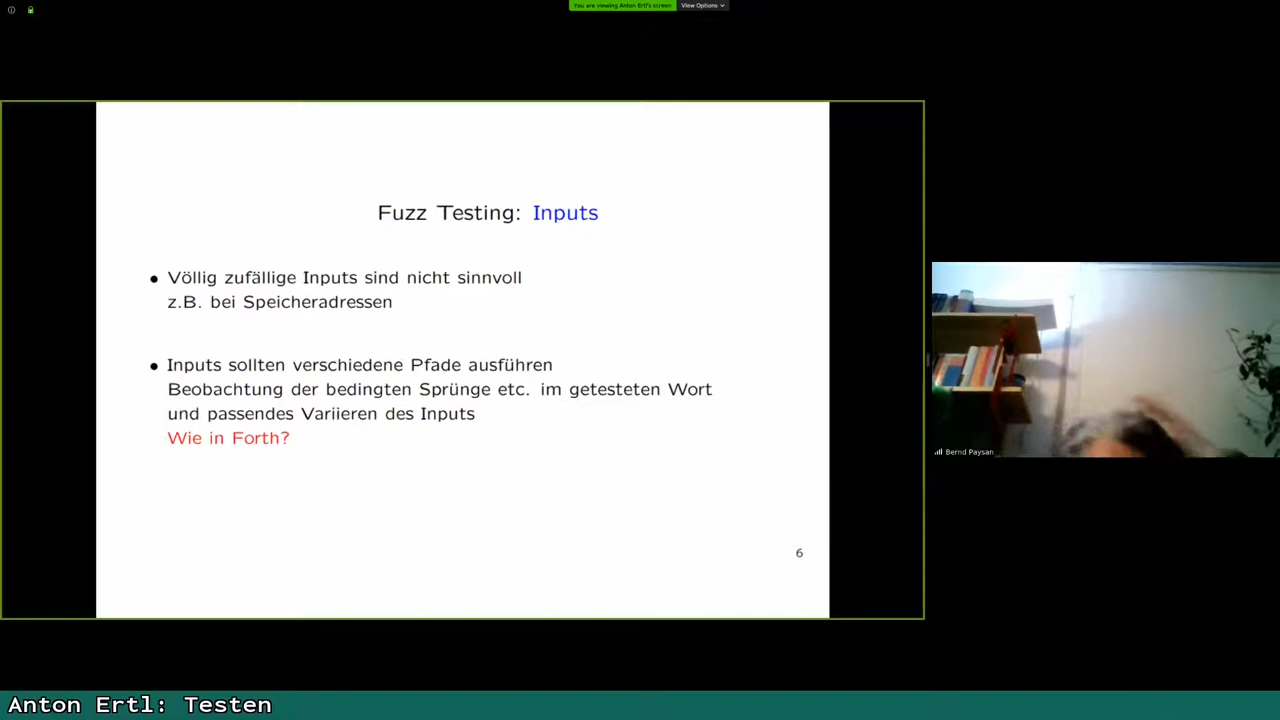 You are viewing Anton Ertl's screen
View Options
Fuzz Testing: Inputs
• Völlig zufällige Inputs sind nicht sinnvoll
z.B. bei Speicheradressen
• Inputs sollten verschiedene Pfade ausführen
Beobachtung der bedingten Sprünge etc. im getesteten Wort
und passendes Variieren des Inputs
Wie in Forth?
6
Bernd Paysan
Anton Ertl: Testen